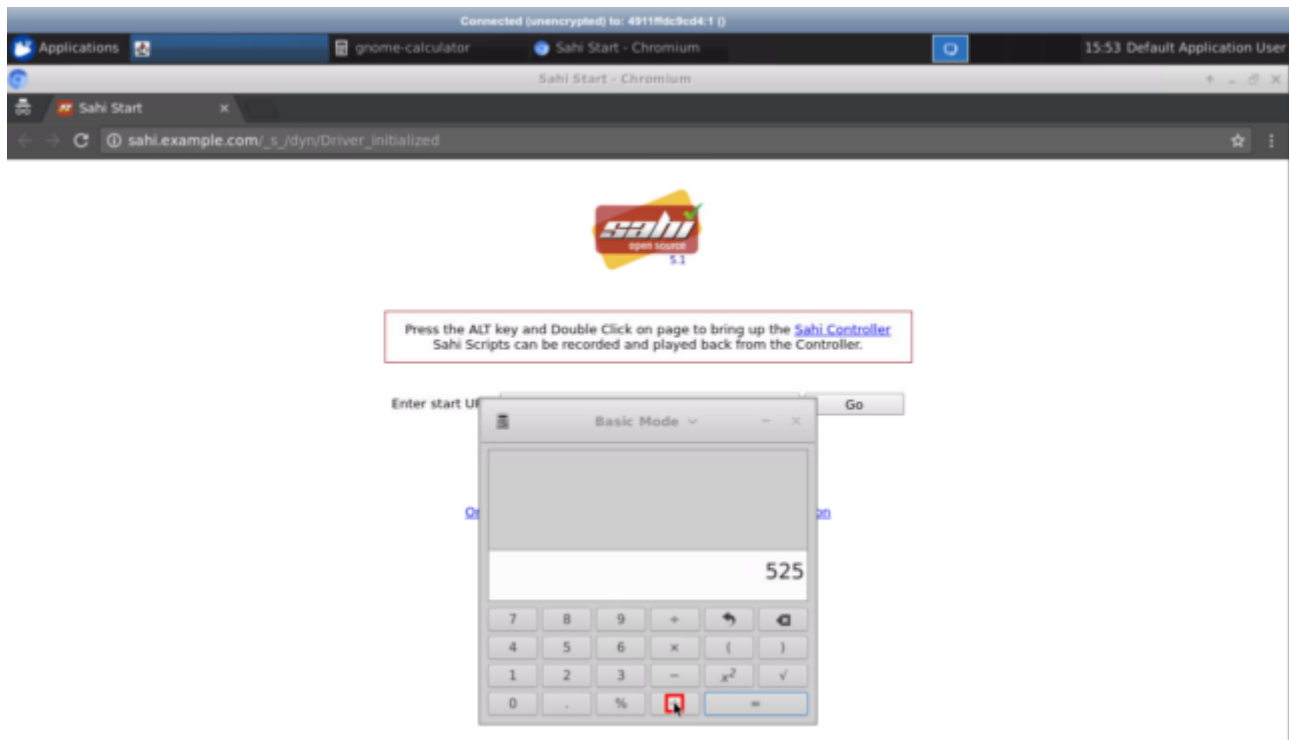 Connected (unencrypted) to: 4911ffdc9cd4:1 ()
Applications
gnome-calculator
Sahi Start - Chromium
15:53 Default Application User
Sahi Start - Chromium
Sahi Start
sahi.example.com/_s_/dyn/Driver_initialized
sahi
open source
5.1
Press the ALT key and Double Click on page to bring up the Sahi Controller
Sahi Scripts can be recorded and played back from the Controller.
Enter start
Go
Basic Mode
525
7 8 9 ÷
4 5 6 × ( )
1 2 3 − x² √
0 . % =